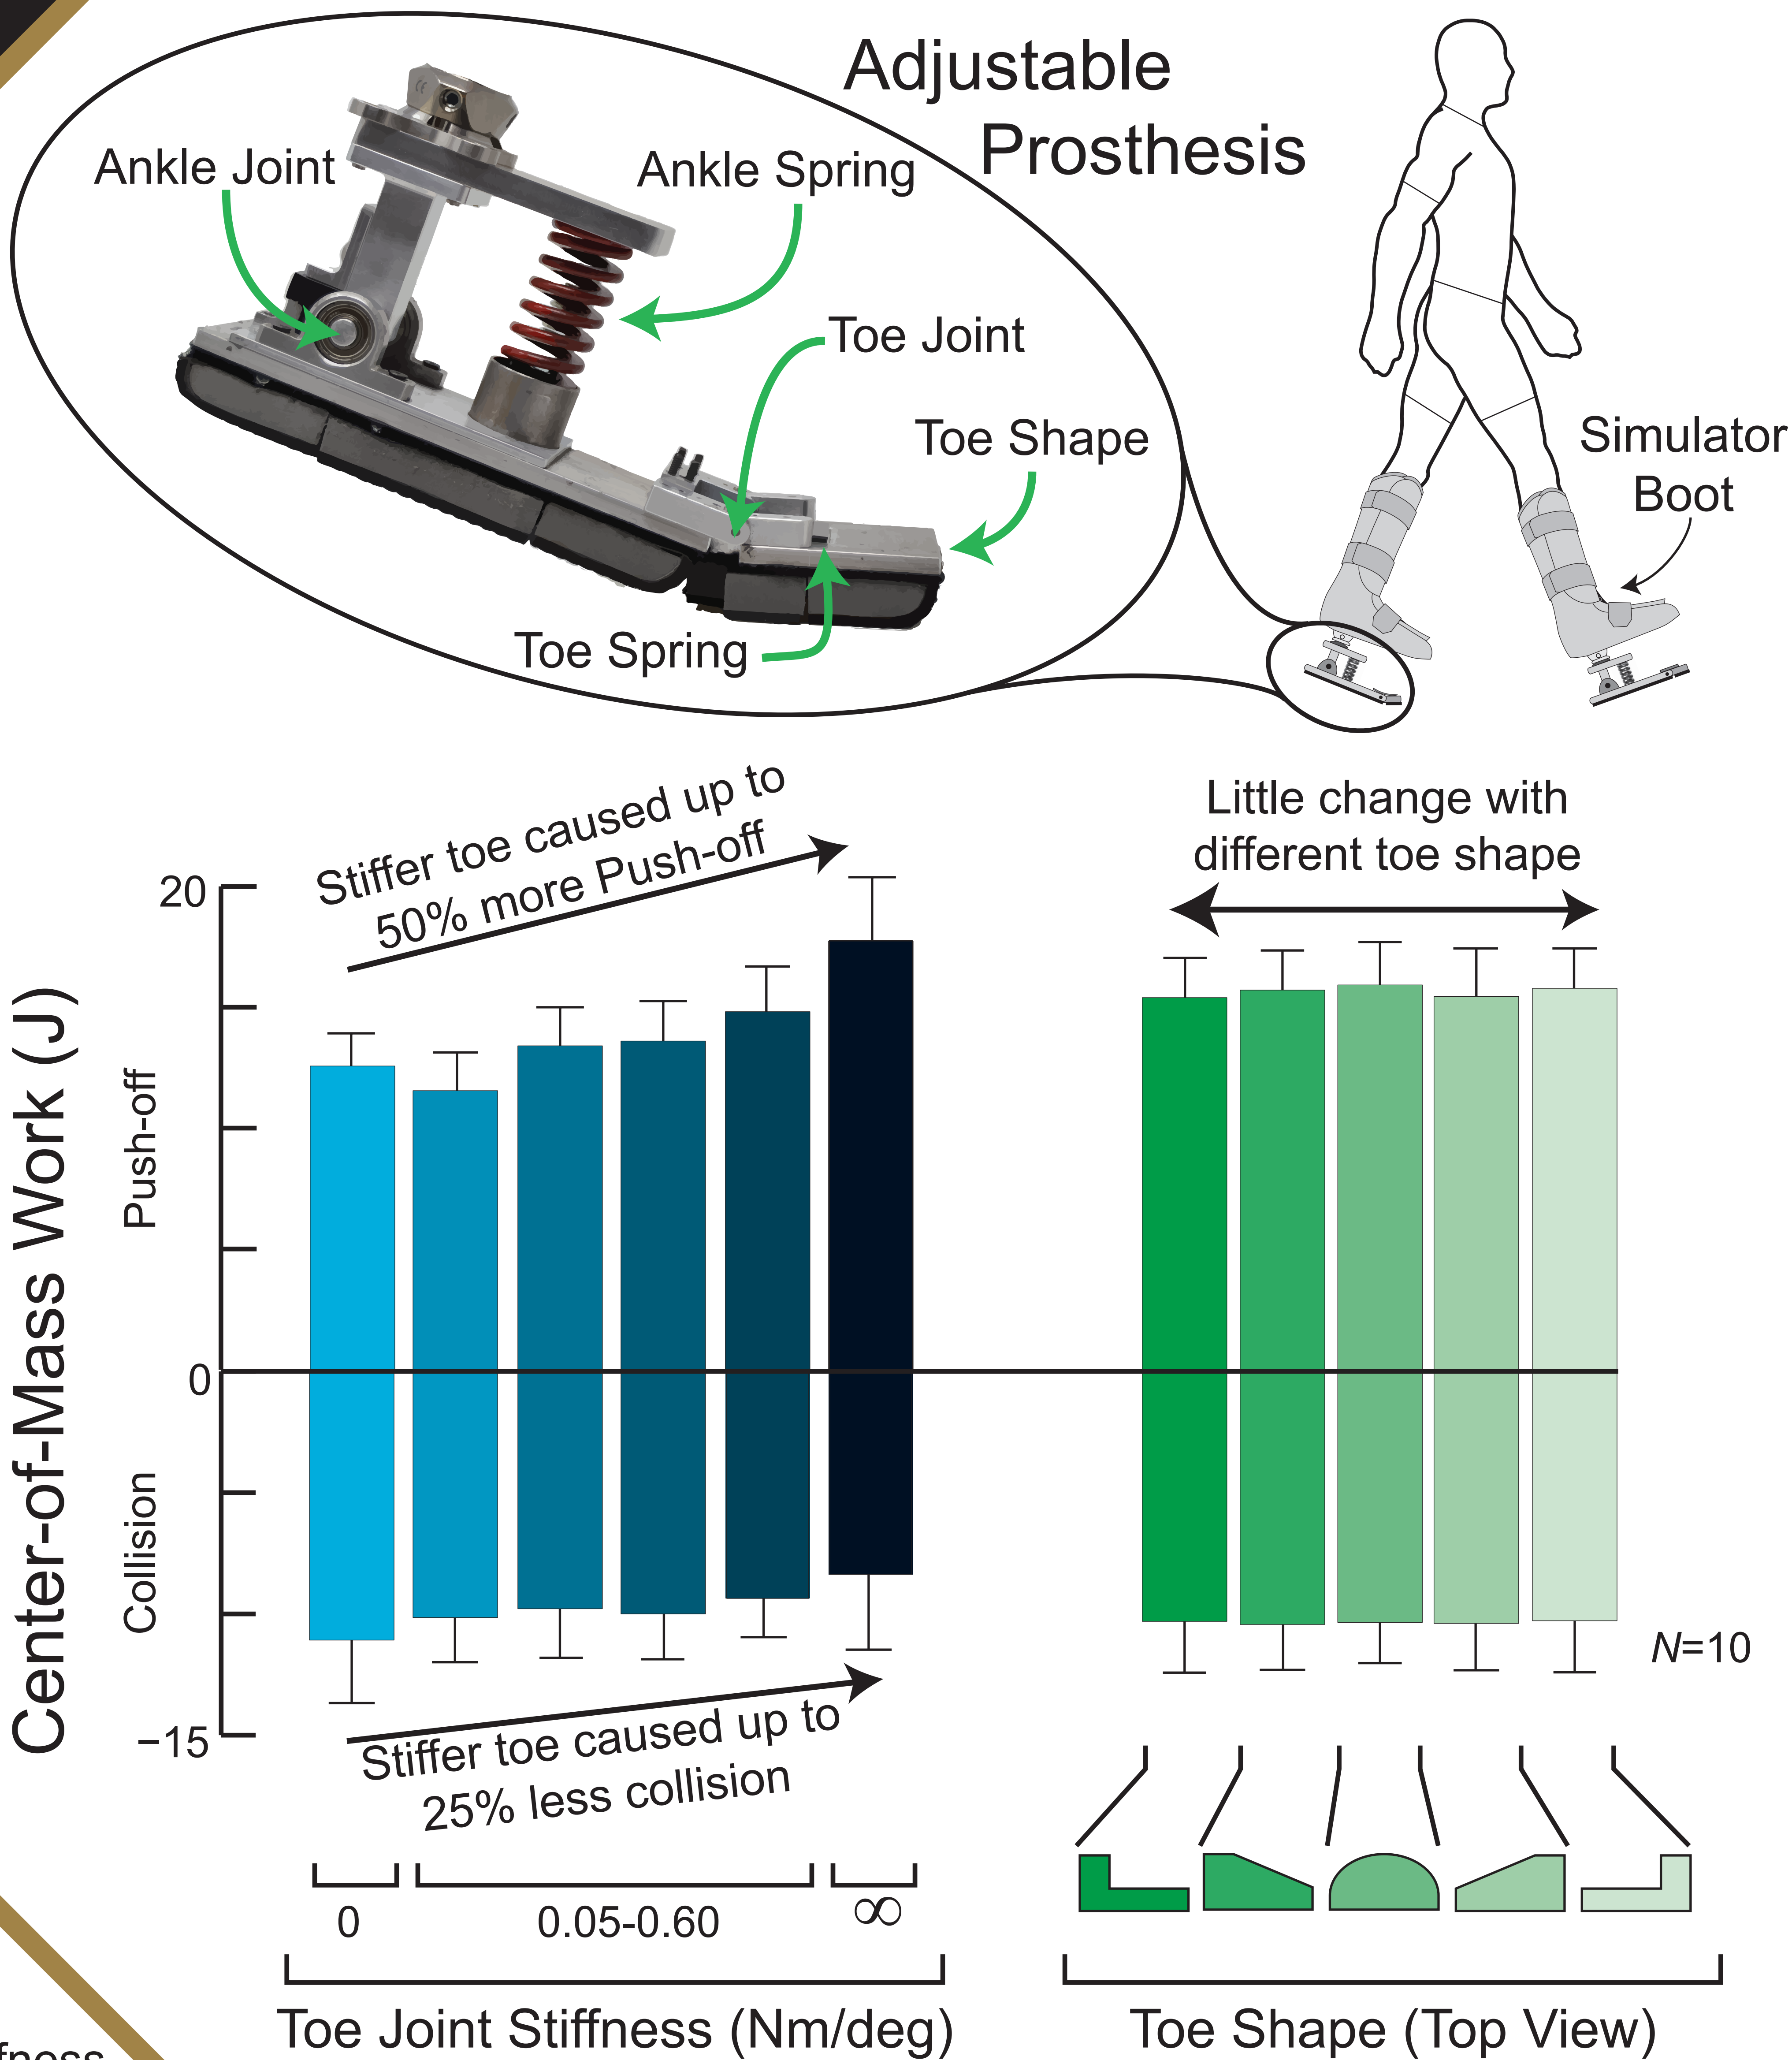 Adjustable
Prosthesis
Ankle Joint
Ankle Spring
CE
Toe Joint
Toe Shape
Toe Spring
Simulator
Boot
Stiffer toe caused up to
50% more Push-off
Little change with
different toe shape
Center-of-Mass Work (J)
Push-off
Collision
20
0
−15
N=10
Stiffer toe caused up to
25% less collision
0
0.05-0.60
∞
Toe Joint Stiffness (Nm/deg)
Toe Shape (Top View)